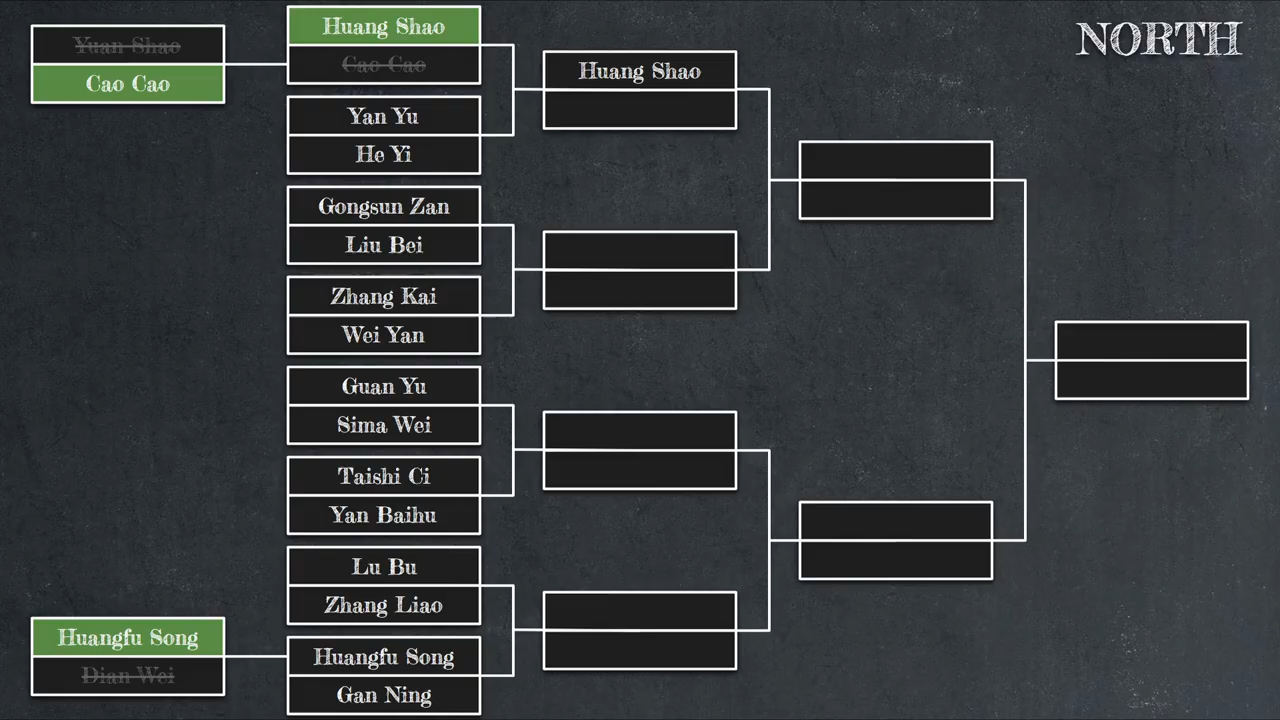 NORTH
Yuan Shao
Cao Cao
Huang Shao
Cao Cao
Yan Yu
He Yi
Gongsun Zan
Liu Bei
Zhang Kai
Wei Yan
Guan Yu
Sima Wei
Taishi Ci
Yan Baihu
Lu Bu
Zhang Liao
Huangfu Song
Dian Wei
Huangfu Song
Gan Ning
Huang Shao